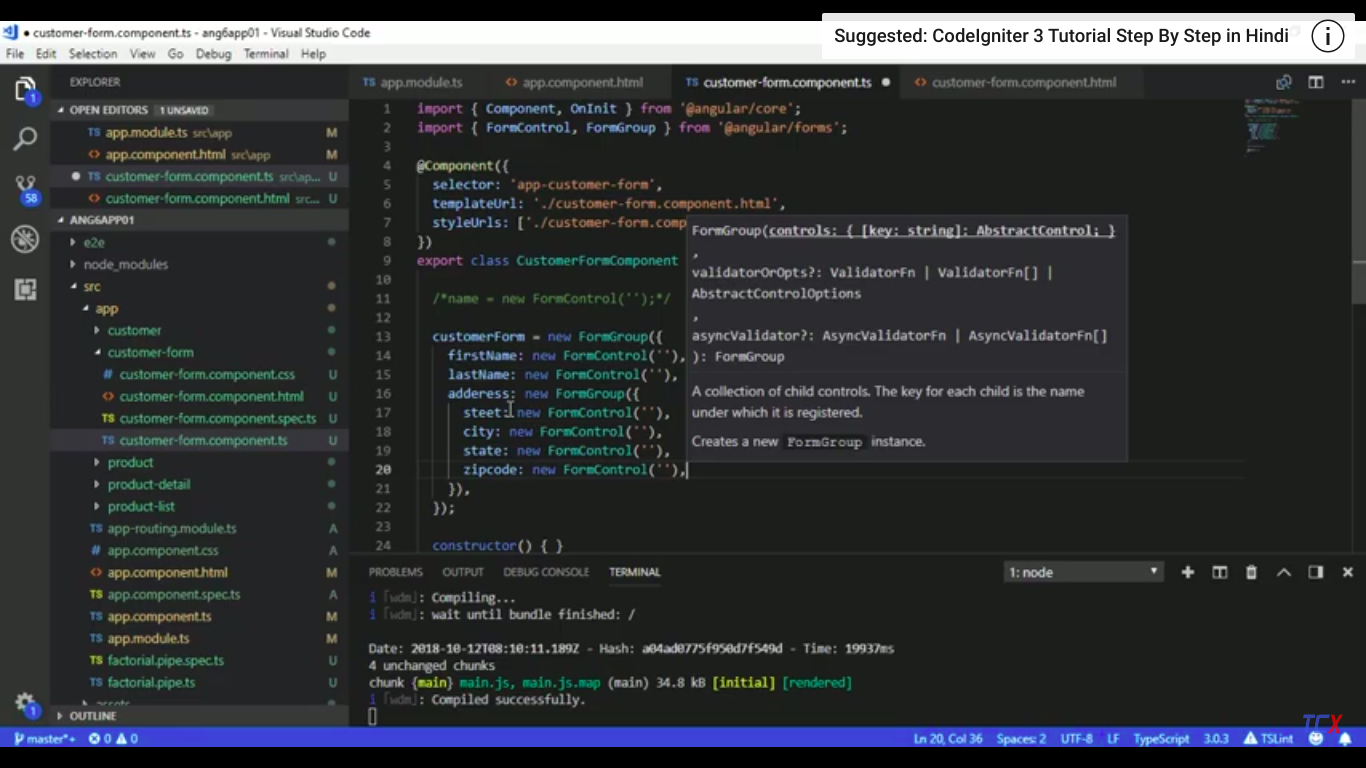 Suggested: CodeIgniter 3 Tutorial Step By Step in Hindi
● customer-form.component.ts - ang6app01 - Visual Studio Code
File Edit Selection View Go Debug Terminal Help
EXPLORER
OPEN EDITORS 1 UNSAVED
TS app.module.ts src\app M
<> app.component.html src\app M
● TS customer-form.component.ts src\ap... U
<> customer-form.component.html src... U
ANG6APP01
e2e
node_modules
src
app
customer
customer-form
# customer-form.component.css U
<> customer-form.component.html U
TS customer-form.component.spec.ts U
TS customer-form.component.ts U
product
product-detail
product-list
TS app-routing.module.ts A
# app.component.css A
<> app.component.html M
TS app.component.spec.ts A
TS app.component.ts M
TS app.module.ts M
TS factorial.pipe.spec.ts U
TS factorial.pipe.ts U
assets
OUTLINE
1
58
1
TS app.module.ts <> app.component.html TS customer-form.component.ts ● <> customer-form.component.html ...
1 import { Component, OnInit } from '@angular/core';
2 import { FormControl, FormGroup } from '@angular/forms';
3
4 @Component({
5 selector: 'app-customer-form',
6 templateUrl: './customer-form.component.html',
7 styleUrls: ['./customer-form.comp
8 })
9 export class CustomerFormComponent
10
11 /*name = new FormControl('');*/
12
13 customerForm = new FormGroup({
14 firstName: new FormControl(''),
15 lastName: new FormControl(''),
16 adderess: new FormGroup({
17 steet: new FormControl(''),
18 city: new FormControl(''),
19 state: new FormControl(''),
20 zipcode: new FormControl(''),
21 }),
22 });
23
24 constructor() { }
FormGroup(controls: { [key: string]: AbstractControl; }
,
validatorOrOpts?: ValidatorFn | ValidatorFn[] |
AbstractControlOptions
,
asyncValidator?: AsyncValidatorFn | AsyncValidatorFn[]
): FormGroup
A collection of child controls. The key for each child is the name
under which it is registered.
Creates a new FormGroup instance.
PROBLEMS OUTPUT DEBUG CONSOLE TERMINAL 1: node
i ｢wdm｣: Compiling...
i ｢wdm｣: wait until bundle finished: /
Date: 2018-10-12T08:10:11.189Z - Hash: a04ad0775f950d7f549d - Time: 19937ms
4 unchanged chunks
chunk {main} main.js, main.js.map (main) 34.8 kB [initial] [rendered]
i ｢wdm｣: Compiled successfully.
TCX
master*+ 0 0 Ln 20, Col 36 Spaces: 2 UTF-8 LF TypeScript 3.0.3 TSLint